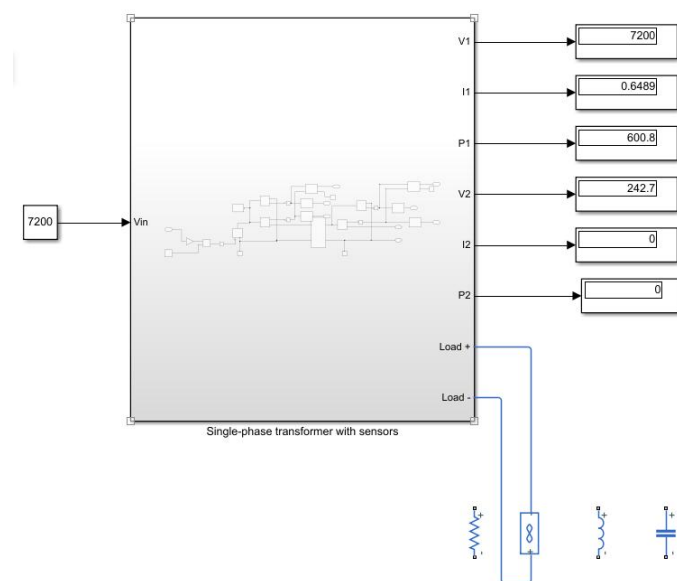 V1
7200
I1
0.6489
P1
600.8
7200
Vin
V2
242.7
I2
0
P2
0
Load +
Load -
Single-phase transformer with sensors
+
-
+
+
-
+
-